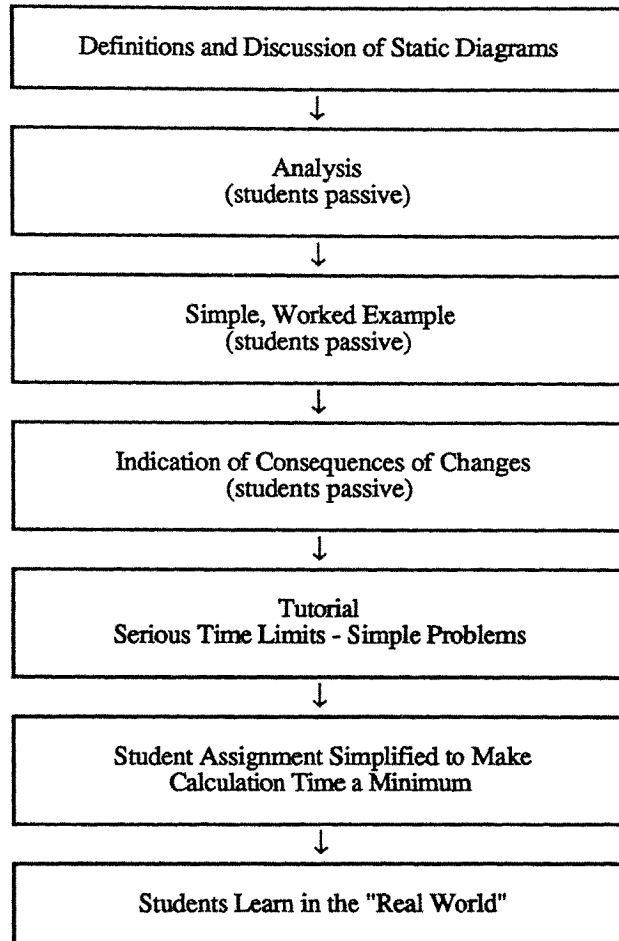 Definitions and Discussion of Static Diagrams
Analysis
(students passive)
Simple, Worked Example
(students passive)
Indication of Consequences of Changes
(students passive)
Tutorial
Serious Time Limits - Simple Problems
Student Assignment Simplified to Make
Calculation Time a Minimum
Students Learn in the "Real World"